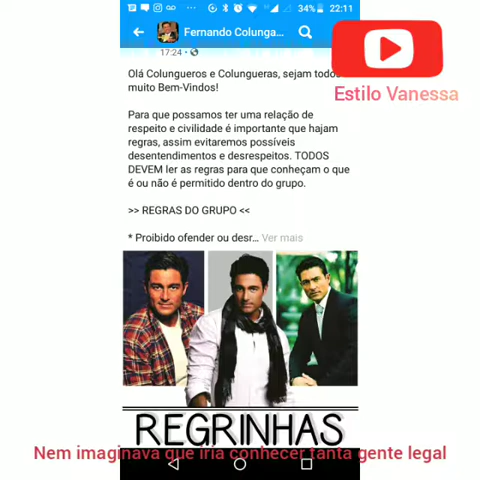 34% 22:11
Fernando Colunga...
17:24 •
Estilo Vanessa
Olá Colungueros e Colungueras, sejam todos
muito Bem-Vindos!
Para que possamos ter uma relação de
respeito e civilidade é importante que hajam
regras, assim evitaremos possíveis
desentendimentos e desrespeitos. TODOS
DEVEM ler as regras para que conheçam o que
é ou não é permitido dentro do grupo.
>> REGRAS DO GRUPO <<
* Proibido ofender ou desr... Ver mais
REGRINHAS
Nem imaginava que iria conhecer tanta gente legal